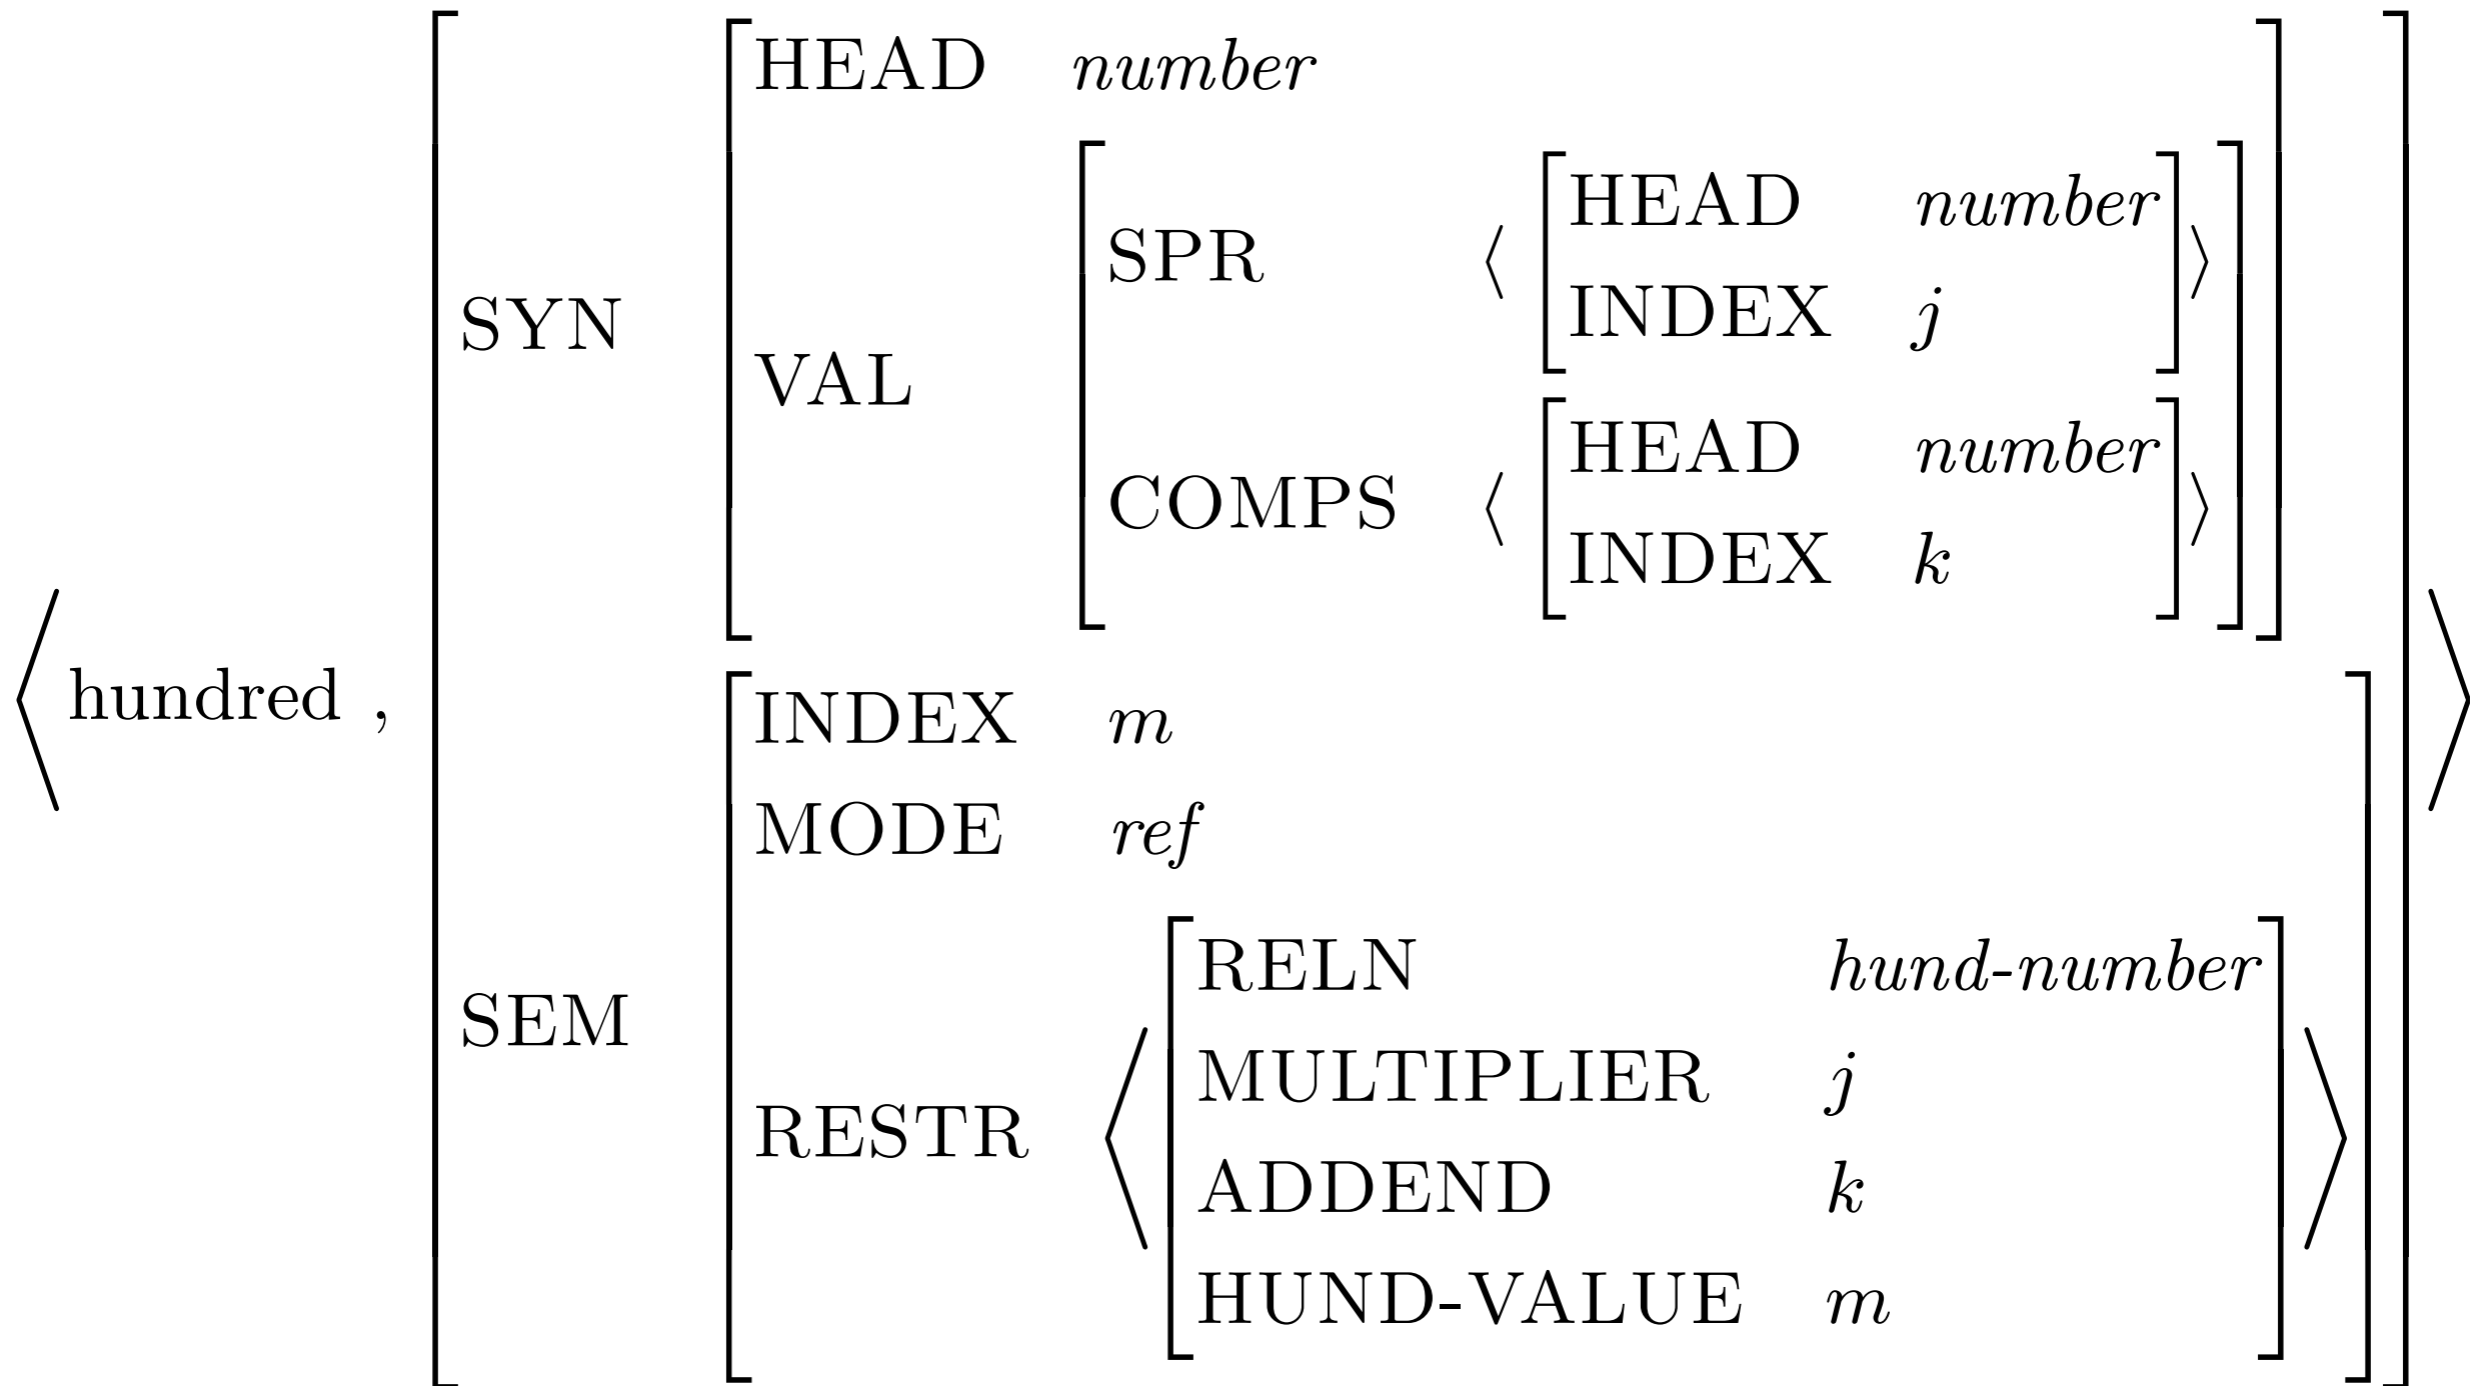 HEAD number
SPR ⟨ HEAD number
INDEX j ⟩
SYN VAL
COMPS ⟨ HEAD number
INDEX k ⟩
⟨ hundred ,
INDEX m
MODE ref
SEM RESTR ⟨ RELN hund-number
MULTIPLIER j
ADDEND k
HUND-VALUE m ⟩ ⟩